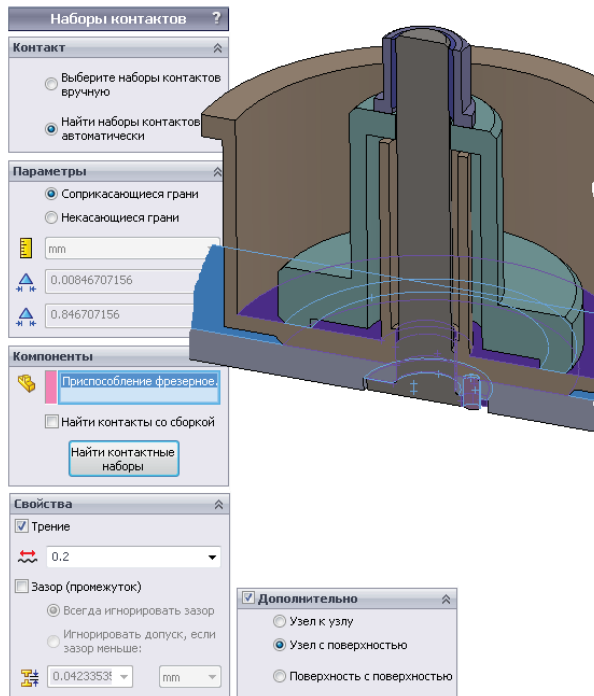 Наборы контактов ?
Контакт
Выберите наборы контактов
вручную
Найти наборы контактов
автоматически
Параметры
Соприкасающиеся грани
Некасающиеся грани
mm
0.00846707156
0.846707156
Компоненты
Приспособление фрезерное.
Найти контакты со сборкой
Найти контактные
наборы
Свойства
Трение
0.2
Зазор (промежуток)
Всегда игнорировать зазор
Игнорировать допуск, если
зазор меньше:
0.04233535 mm
Дополнительно
Узел к узлу
Узел с поверхностью
Поверхность с поверхностью